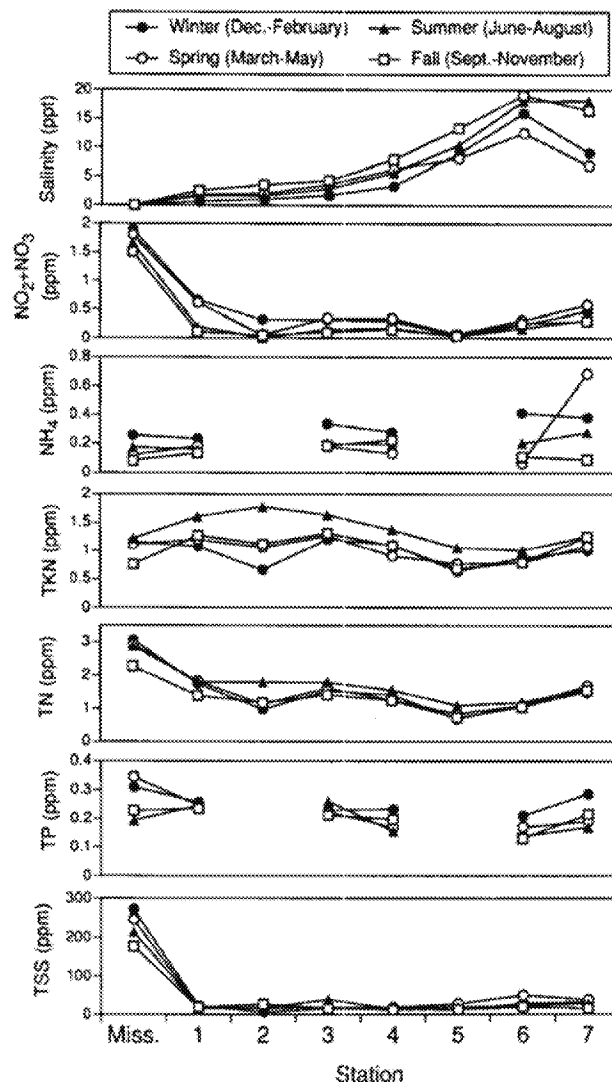 Winter (Dec.-February)
Summer (June-August)
Spring (March-May)
Fall (Sept.-November)
Salinity (ppt)
20
15
10
5
0
NO2+NO3
(ppm)
2
1.5
1
0.5
0
NH4 (ppm)
0.8
0.6
0.4
0.2
0
TKN (ppm)
2
1.5
1
0.5
0
TN (ppm)
3
2
1
0
TP (ppm)
0.4
0.3
0.2
0.1
0
TSS (ppm)
300
200
100
0
Miss. 1 2 3 4 5 6 7
Station